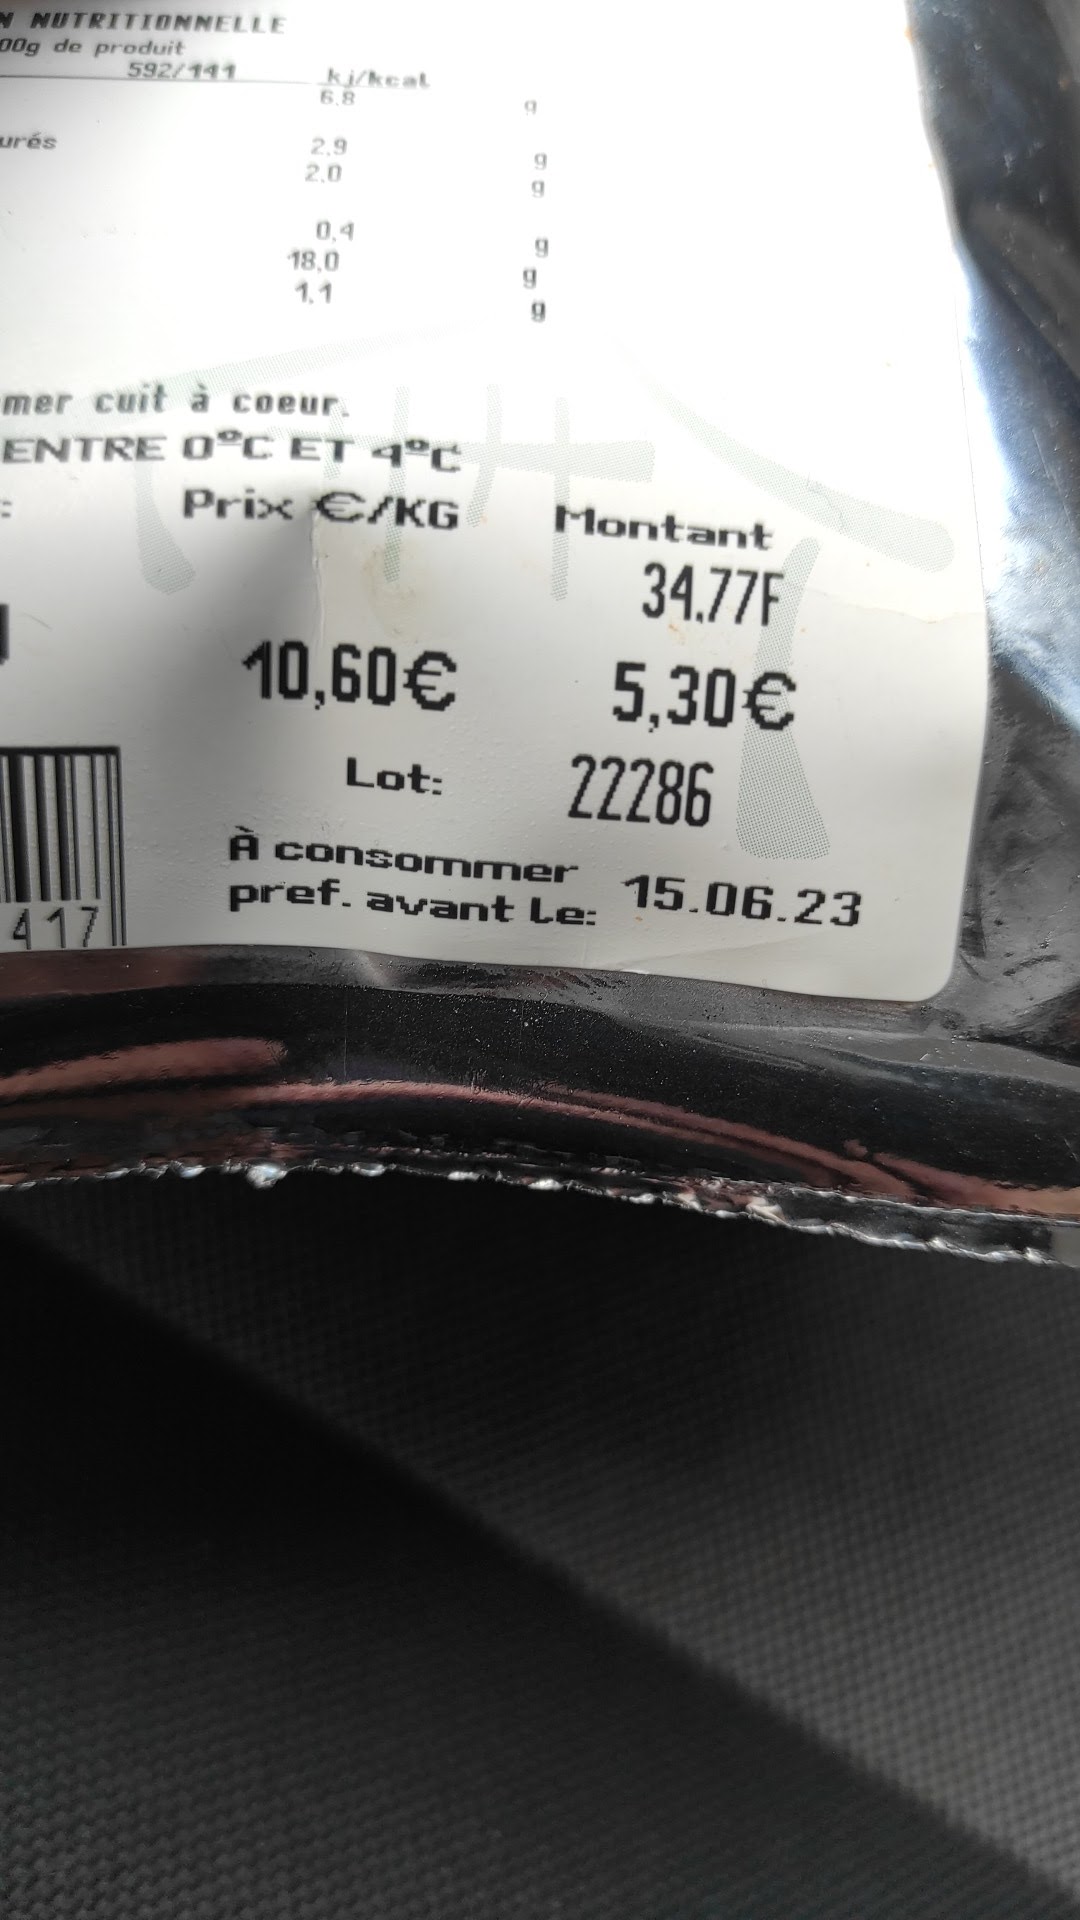 N NUTRITIONNELLE
00g de produit
592/141 kj/kcal
6,8 g
urés 2,9 g
2,0 g
0,4 g
18,0 g
1,1 g
mer cuit à coeur.
ENTRE 0ºC ET 4ºC
: Prix €/KG Montant
34.77F
10,60€ 5,30€
Lot: 22286
À consommer
pref. avant le: 15.06.23
417